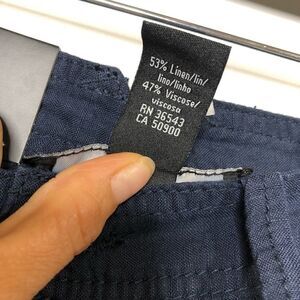 53% Linen/lin/
lino/linho
47% Viscose/
viscosa
RN 36543
CA 50900